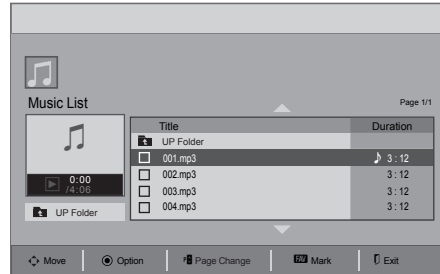 Music List
Page 1/1
Title Duration
UP Folder
001.mp3 3 : 12
002.mp3 3 : 12
003.mp3 3 : 12
004.mp3 3 : 12
0:00
/4:06
UP Folder
Move Option Page Change FAV Mark Exit